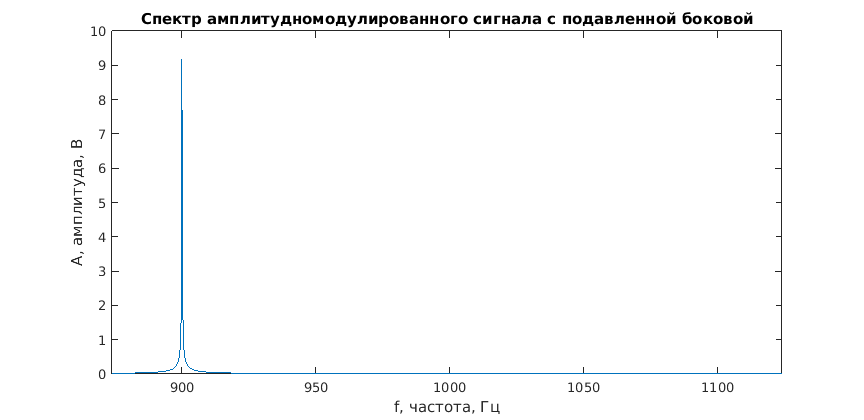 Спектр амплитудномодулированного сигнала с подавленной боковой
10
9
8
7
6
5
4
3
2
1
0
A, амплитуда, В
900 950 1000 1050 1100
f, частота, Гц